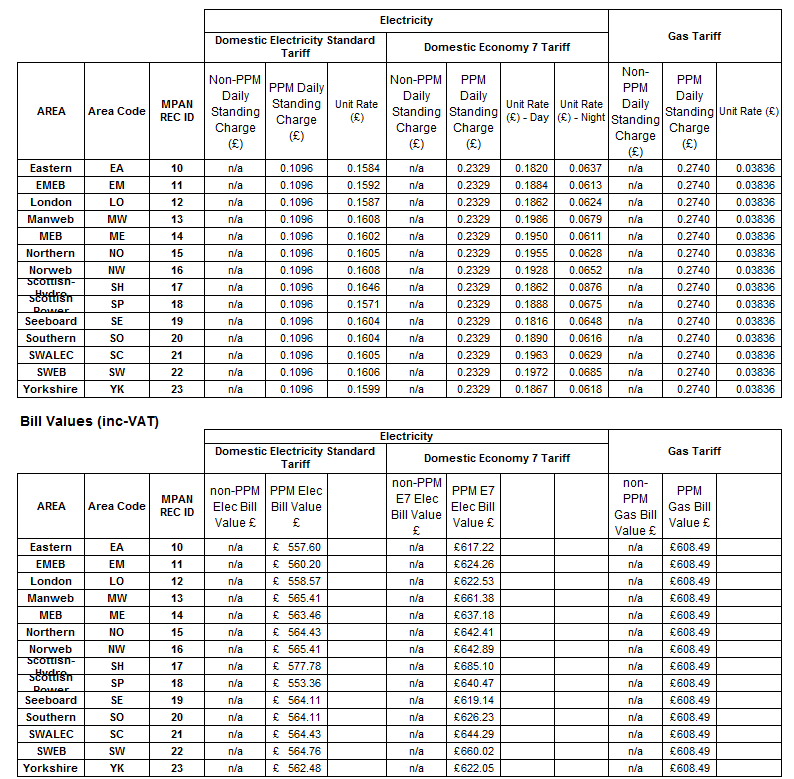 Electricity
Gas Tariff
Domestic Electricity Standard Tariff
Domestic Economy 7 Tariff
AREA Area Code MPAN REC ID Non-PPM Daily Standing Charge (£) PPM Daily Standing Charge (£) Unit Rate (£) Non-PPM Daily Standing Charge (£) PPM Daily Standing Charge (£) Unit Rate (£) - Day Unit Rate (£) - Night Non-PPM Daily Standing Charge (£) PPM Daily Standing Charge (£) Unit Rate (£)
Eastern EA 10 n/a 0.1096 0.1584 n/a 0.2329 0.1820 0.0637 n/a 0.2740 0.03836
EMEB EM 11 n/a 0.1096 0.1592 n/a 0.2329 0.1884 0.0613 n/a 0.2740 0.03836
London LO 12 n/a 0.1096 0.1587 n/a 0.2329 0.1862 0.0624 n/a 0.2740 0.03836
Manweb MW 13 n/a 0.1096 0.1608 n/a 0.2329 0.1986 0.0679 n/a 0.2740 0.03836
MEB ME 14 n/a 0.1096 0.1602 n/a 0.2329 0.1950 0.0611 n/a 0.2740 0.03836
Northern NO 15 n/a 0.1096 0.1605 n/a 0.2329 0.1955 0.0628 n/a 0.2740 0.03836
Norweb NW 16 n/a 0.1096 0.1608 n/a 0.2329 0.1928 0.0652 n/a 0.2740 0.03836
Scottish-Hydro SH 17 n/a 0.1096 0.1646 n/a 0.2329 0.1862 0.0876 n/a 0.2740 0.03836
Scottish Power SP 18 n/a 0.1096 0.1571 n/a 0.2329 0.1888 0.0675 n/a 0.2740 0.03836
Seeboard SE 19 n/a 0.1096 0.1604 n/a 0.2329 0.1816 0.0648 n/a 0.2740 0.03836
Southern SO 20 n/a 0.1096 0.1604 n/a 0.2329 0.1890 0.0616 n/a 0.2740 0.03836
SWALEC SC 21 n/a 0.1096 0.1605 n/a 0.2329 0.1963 0.0629 n/a 0.2740 0.03836
SWEB SW 22 n/a 0.1096 0.1606 n/a 0.2329 0.1972 0.0685 n/a 0.2740 0.03836
Yorkshire YK 23 n/a 0.1096 0.1599 n/a 0.2329 0.1867 0.0618 n/a 0.2740 0.03836
Bill Values (inc-VAT)
Electricity
Gas Tariff
Domestic Electricity Standard Tariff
Domestic Economy 7 Tariff
AREA Area Code MPAN REC ID non-PPM Elec Bill Value £ PPM Elec Bill Value £ non-PPM E7 Elec Bill Value £ PPM E7 Elec Bill Value £ non-PPM Gas Bill Value £ PPM Gas Bill Value £
Eastern EA 10 n/a £ 557.60 n/a £617.22 n/a £608.49
EMEB EM 11 n/a £ 560.20 n/a £624.26 n/a £608.49
London LO 12 n/a £ 558.57 n/a £622.53 n/a £608.49
Manweb MW 13 n/a £ 565.41 n/a £661.38 n/a £608.49
MEB ME 14 n/a £ 563.46 n/a £637.18 n/a £608.49
Northern NO 15 n/a £ 564.43 n/a £642.41 n/a £608.49
Norweb NW 16 n/a £ 565.41 n/a £642.89 n/a £608.49
Scottish-Hydro SH 17 n/a £ 577.78 n/a £685.10 n/a £608.49
Scottish Power SP 18 n/a £ 553.36 n/a £640.47 n/a £608.49
Seeboard SE 19 n/a £ 564.11 n/a £619.14 n/a £608.49
Southern SO 20 n/a £ 564.11 n/a £626.23 n/a £608.49
SWALEC SC 21 n/a £ 564.43 n/a £644.29 n/a £608.49
SWEB SW 22 n/a £ 564.76 n/a £660.02 n/a £608.49
Yorkshire YK 23 n/a £ 562.48 n/a £622.05 n/a £608.49